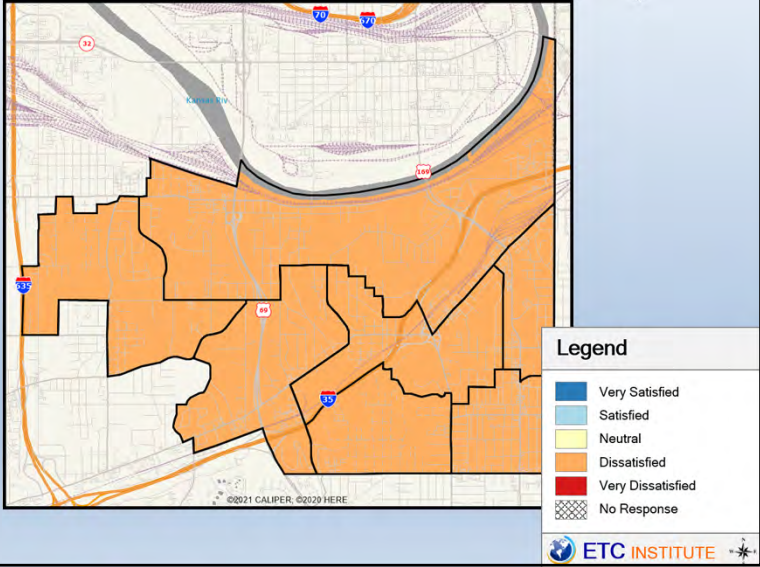 70
670
32
Kansas Riv
169
635
69
35
©2021 CALIPER, ©2020 HERE
Legend
Very Satisfied
Satisfied
Neutral
Dissatisfied
Very Dissatisfied
No Response
ETC INSTITUTE